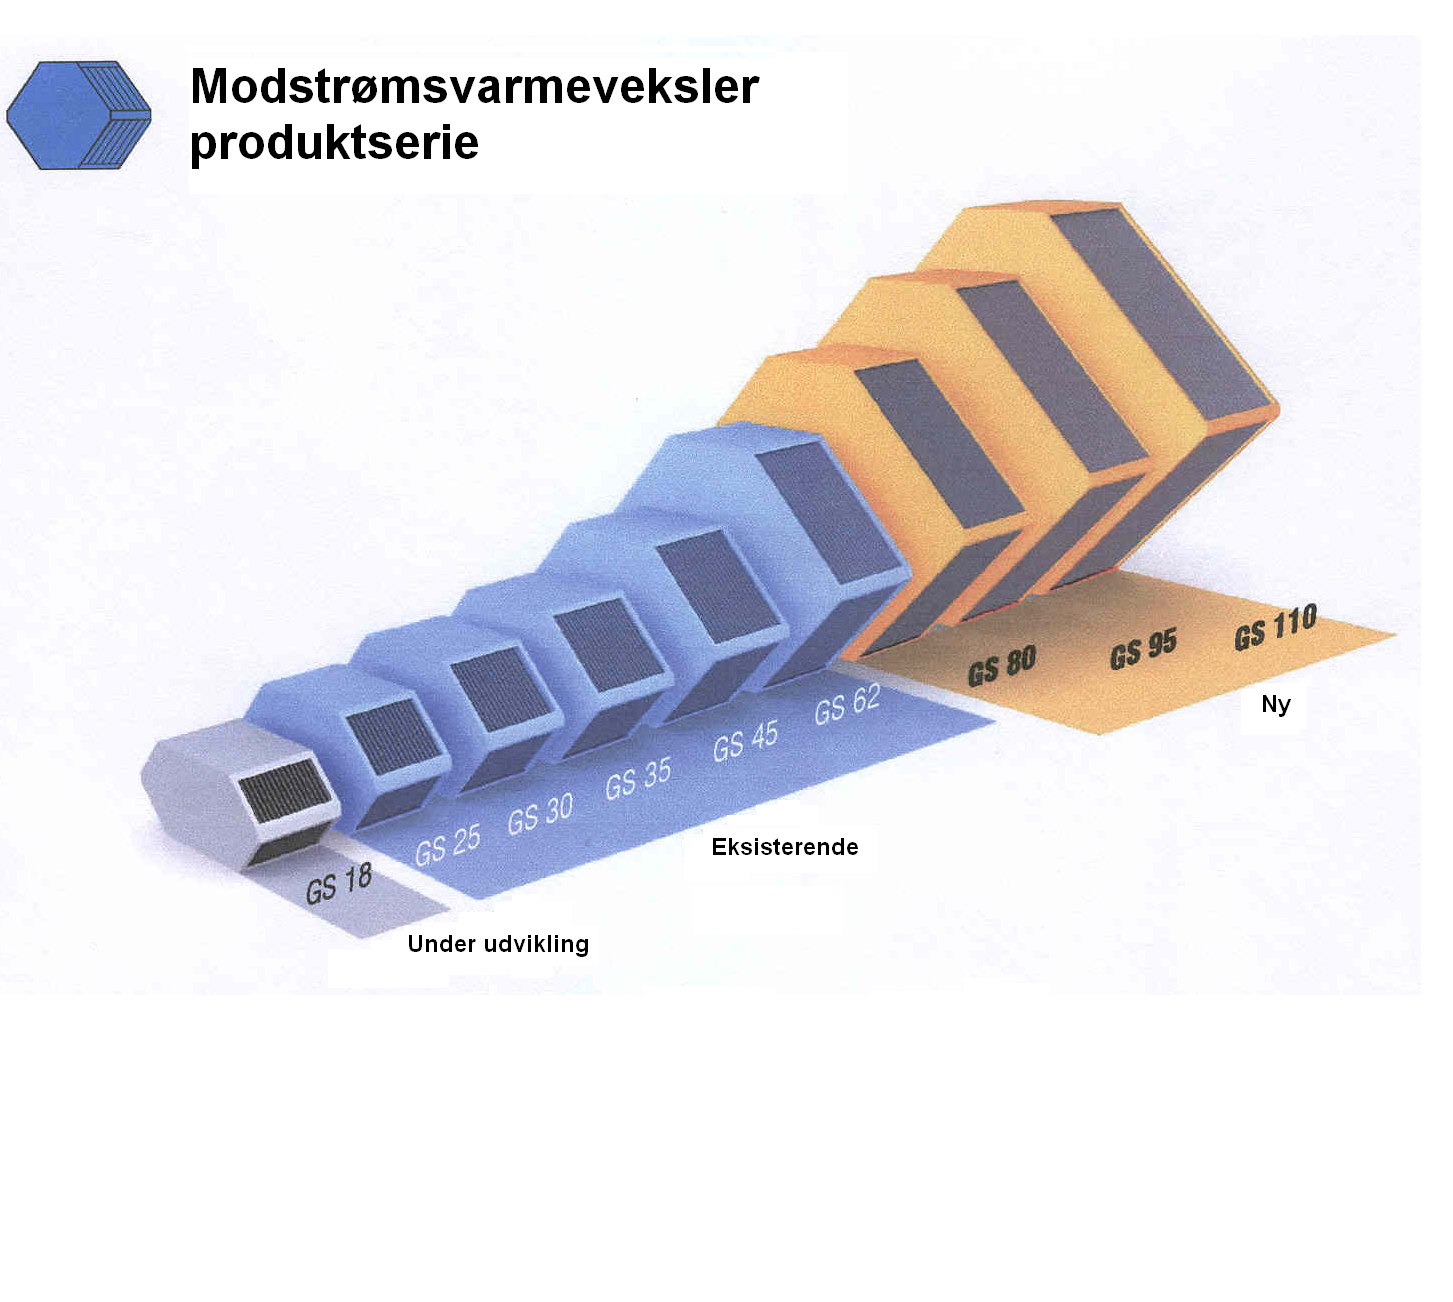 Modstrømsvarmeveksler
produktserie
GS 18
GS 25
GS 30
GS 35
GS 45
GS 62
GS 80
GS 95
GS 110
Ny
Eksisterende
Under udvikling